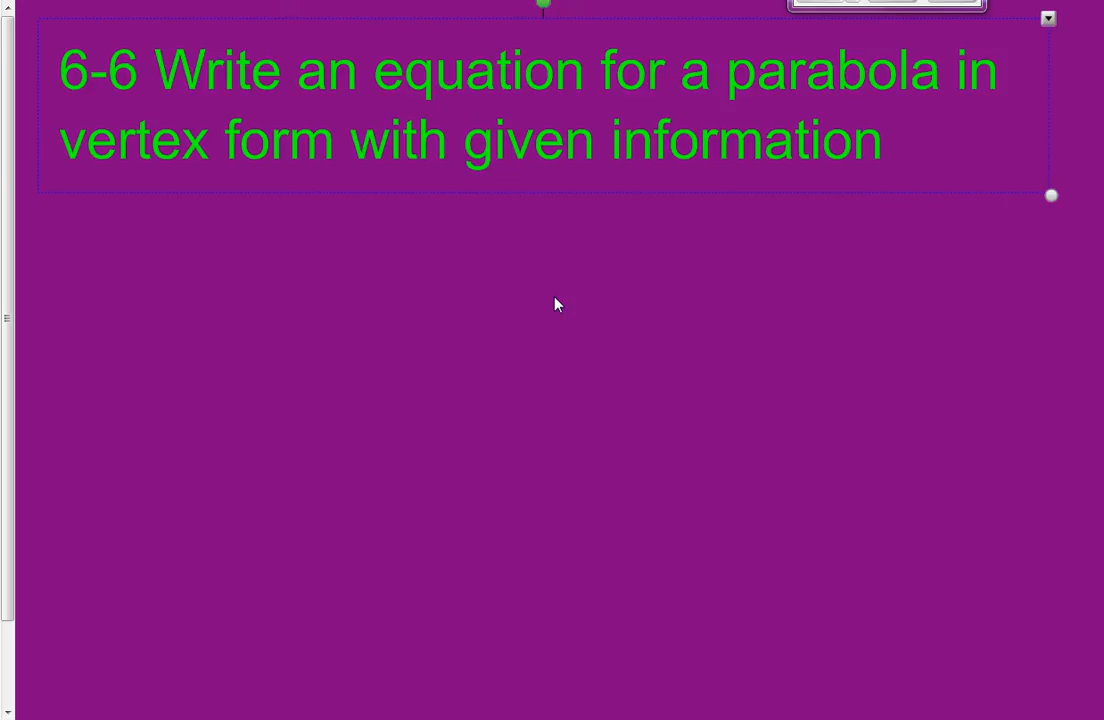 6-6 Write an equation for a parabola in
vertex form with given information